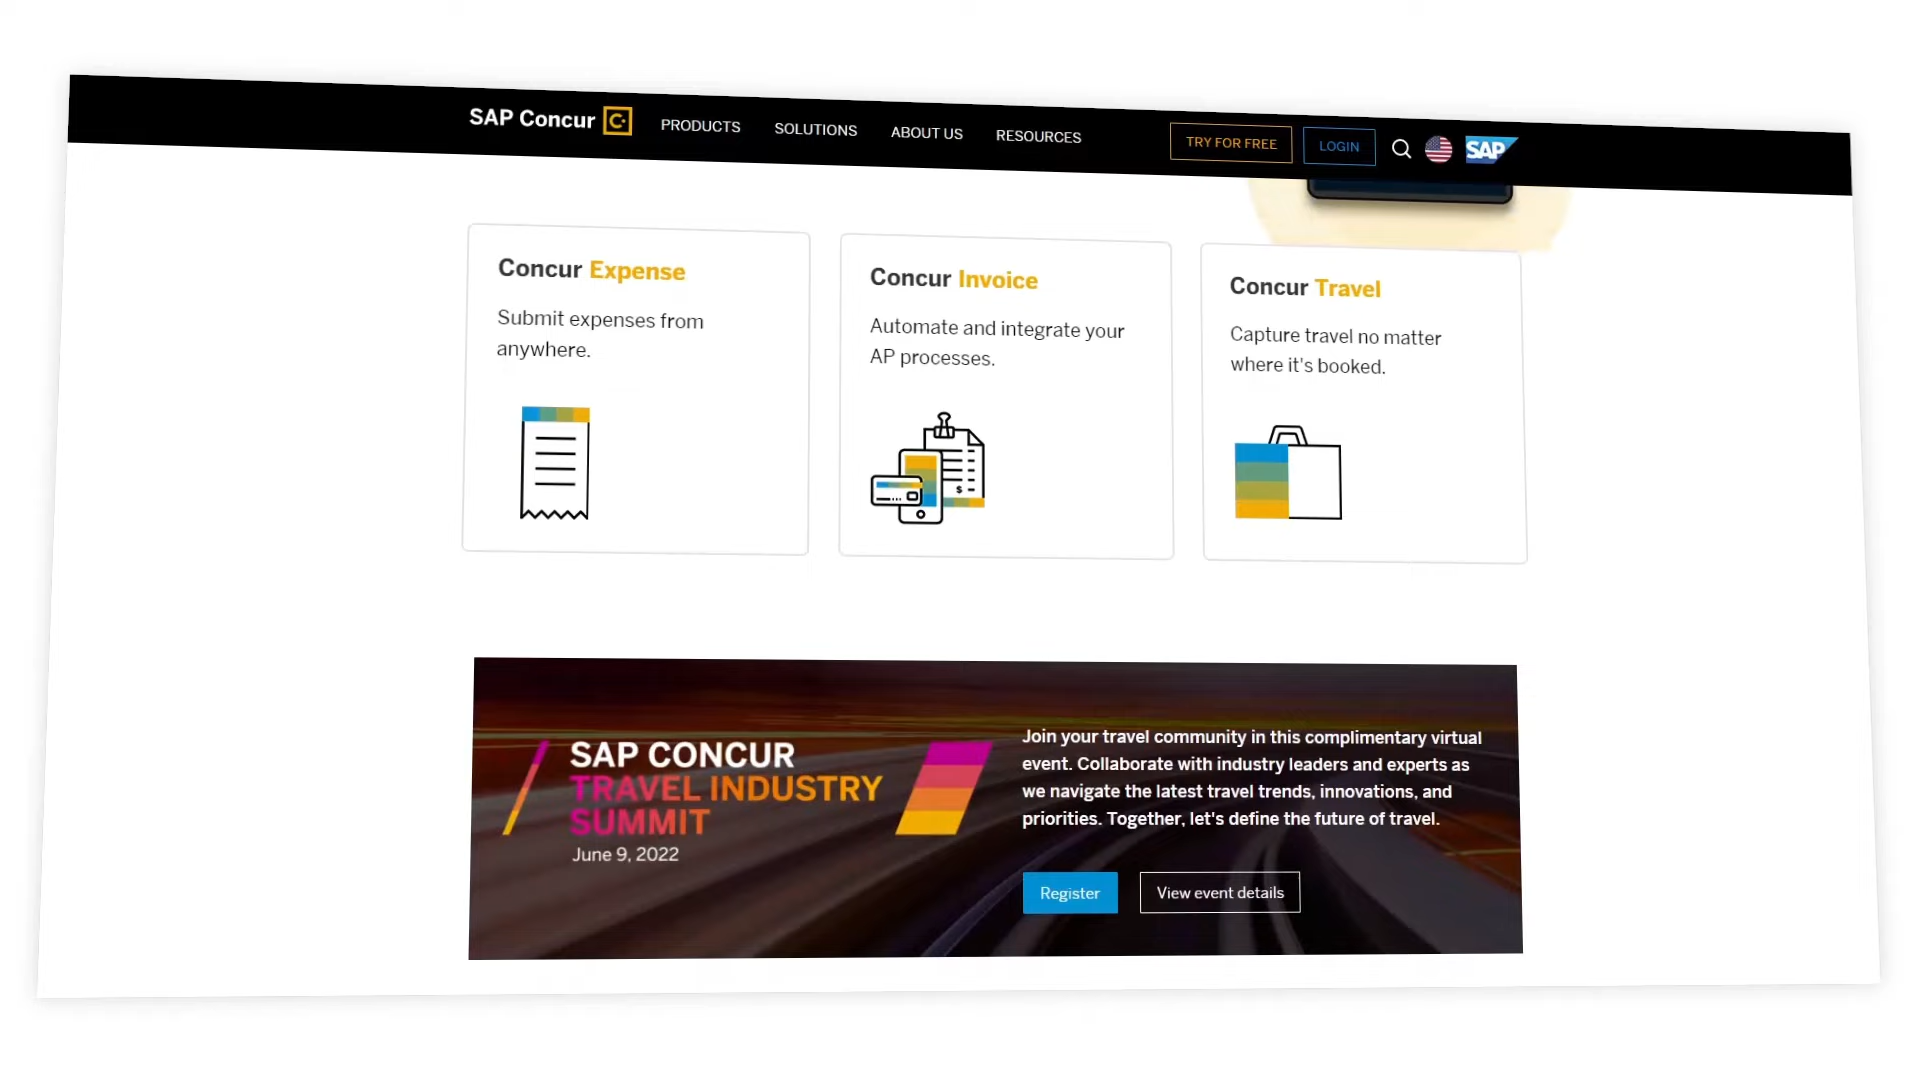 SAP Concur
PRODUCTS
SOLUTIONS
ABOUT US
RESOURCES
TRY FOR FREE
LOGIN
SAP
Concur Expense
Submit expenses from
anywhere.
Concur Invoice
Automate and integrate your
AP processes.
$
Concur Travel
Capture travel no matter
where it's booked.
SAP CONCUR
TRAVEL INDUSTRY
SUMMIT
June 9, 2022
Join your travel community in this complimentary virtual
event. Collaborate with industry leaders and experts as
we navigate the latest travel trends, innovations, and
priorities. Together, let's define the future of travel.
Register
View event details